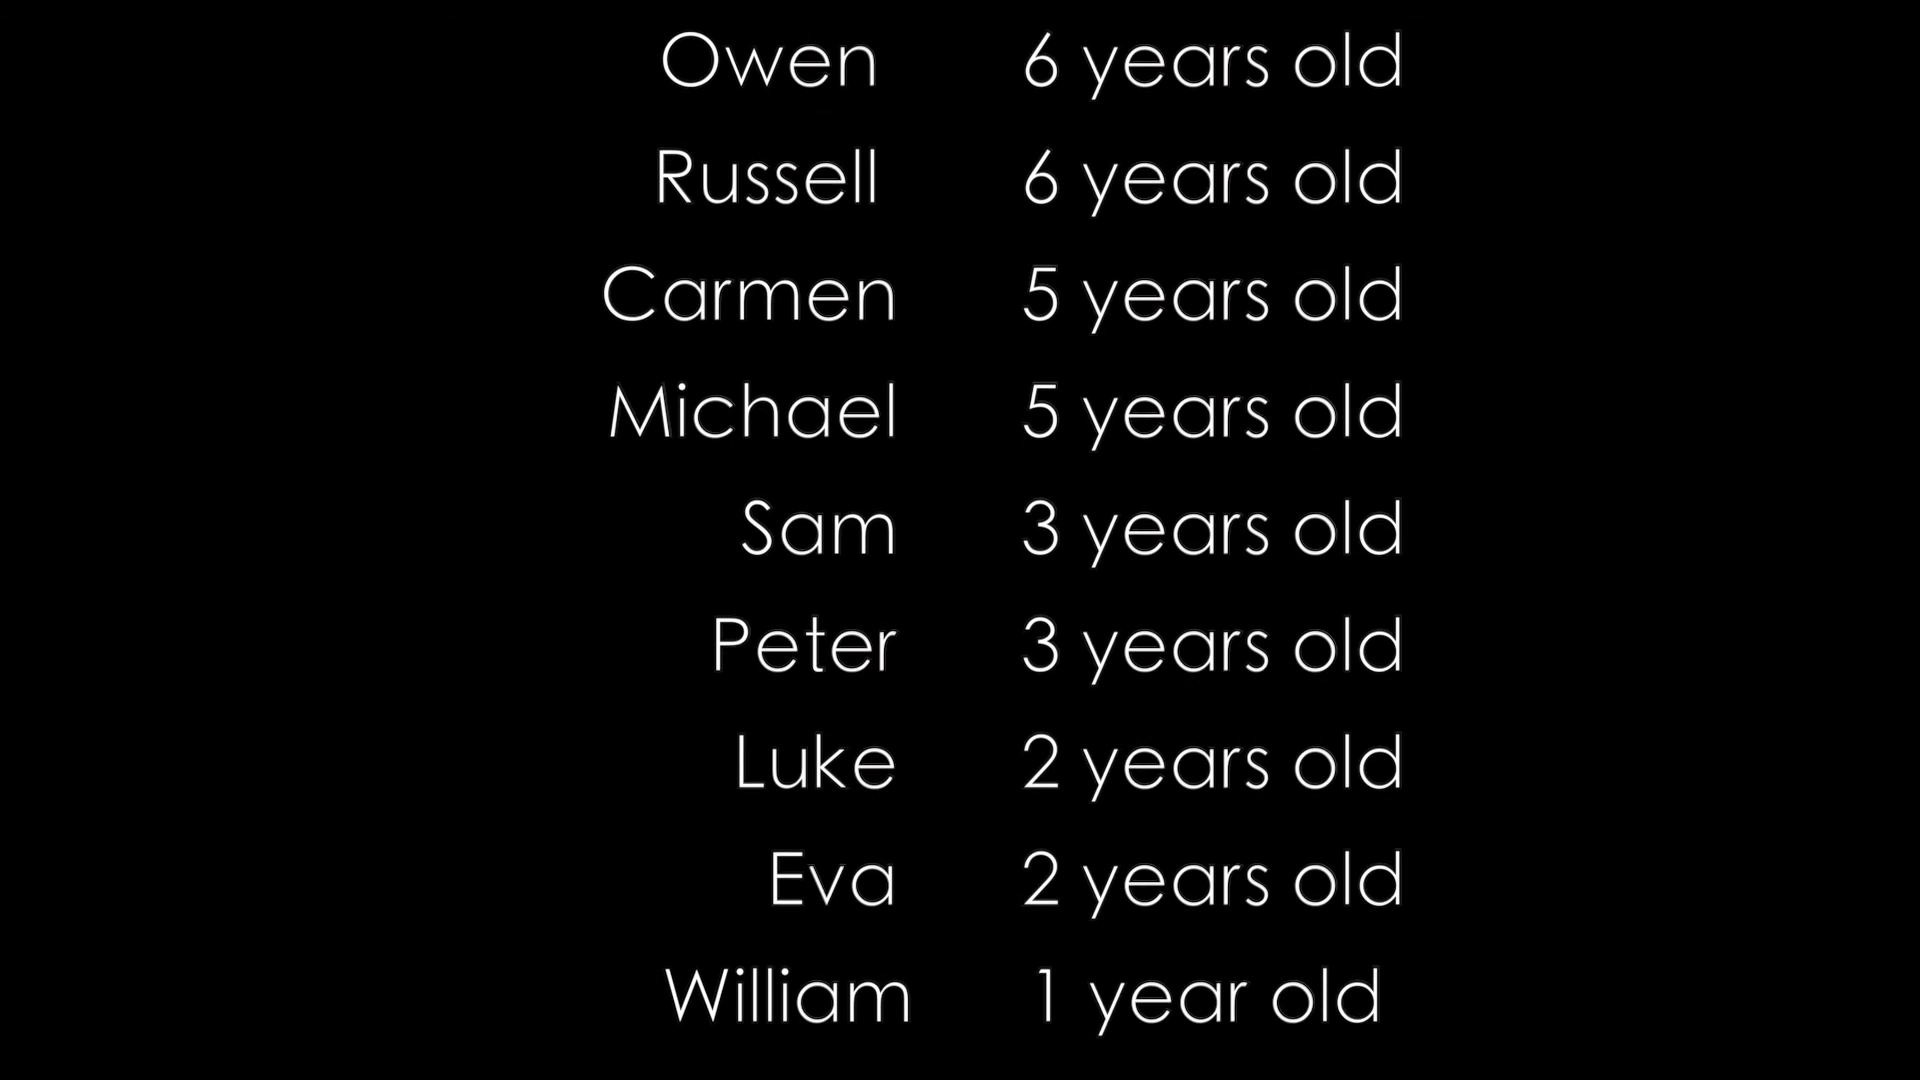 Owen 6 years old
Russell 6 years old
Carmen 5 years old
Michael 5 years old
Sam 3 years old
Peter 3 years old
Luke 2 years old
Eva 2 years old
William 1 year old